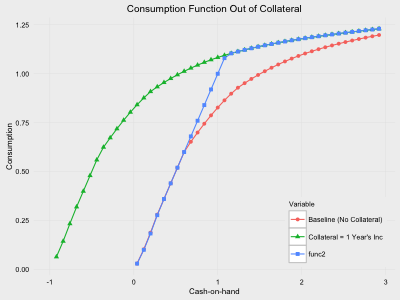 Consumption Function Out of Collateral
1.25
1.00
0.75
0.50
0.25
0.00
Consumption
-1
0
1
2
3
Cash-on-hand
Variable
Baseline (No Collateral)
Collateral = 1 Year's Inc
func2